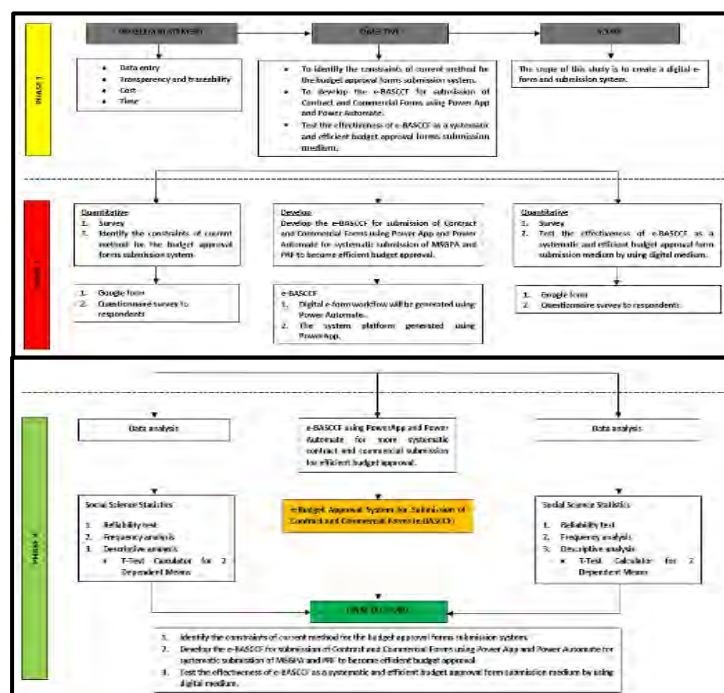 PROBLEM STATEMENT
OBJECTIVE
SCOPE
PHASE 1
• Data entry
• Transparency and traceability
• Cost
• Time
• To identify the constraints of current method for
the budget approval forms submission system.
• To develop the e-BASCCF for submission of
Contract and Commercial Forms using Power App
and Power Automate.
• Test the effectiveness of e-BASCCF as a systematic
and efficient budget approval forms submission
medium.
The scope of this study is to create a digital e-
form and submission system.
PHASE
Quantitative
1. Survey
Identify the constraints of current
method for the budget approval
forms submission system.
Develop
Develop the e-BASCCF for submission of Contract
and Commercial Forms using Power App and Power
Automate for systematic submission of MSGPA and
PRF to become efficient budget approval.
Quantitative
1. Survey
2. Test the effectiveness of e-BASCCF as a
systematic and efficient budget approval form
submission medium by using digital medium.
1. Google form
2. Questionnaire survey to
respondents
e-BASCCF
1. Digital e-form workflow will be generated using
Power Automate.
2. The system platform generated using
PowerApp.
1. Google form
2. Questionnaire survey to respondents.
PHASE
Data analysis
e-BASCCF using PowerApp and Power
Automate for more systematic
contract and commercial submission
for efficient budget approval.
Data analysis
Social Science Statistics
1. Reliability test
2. Frequency analysis
3. Descriptive analysis
• T-Test Calculator for 2
Dependent Means
e-Budget Approval System for Submission of
Contract and Commercial Forms (e-BASCCF)
Social Science Statistics
1. Reliability test
2. Frequency analysis
3. Descriptive analysis
• T-Test Calculator for 2
Dependent Means
1. Identify the constraints of current method for the budget approval forms submission system.
2. Develop the e-BASCCF for submission of Contract and Commercial Forms using Power App and Power Automate for
systematic submission of MSGPA and PRF to become efficient budget approval
3. Test the effectiveness of e-BASCCF as a systematic and efficient budget approval form submission medium by using
digital medium.